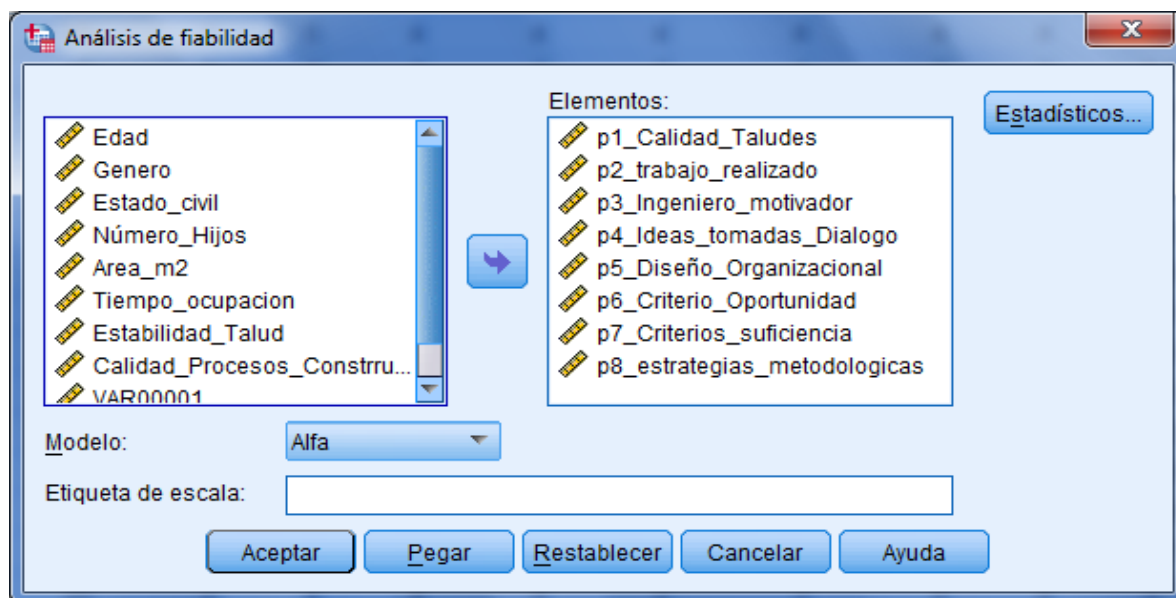 Análisis de fiabilidad
Elementos:
Edad
Genero
Estado_civil
Número_Hijos
Area_m2
Tiempo_ocupacion
Estabilidad_Talud
Calidad_Procesos_Constrru...
VAR00001
p1_Calidad_Taludes
p2_trabajo_realizado
p3_Ingeniero_motivador
p4_Ideas_tomadas_Dialogo
p5_Diseño_Organizacional
p6_Criterio_Oportunidad
p7_Criterios_suficiencia
p8_estrategias_metodologicas
Estadísticos...
Modelo:
Alfa
Etiqueta de escala:
Aceptar
Pegar
Restablecer
Cancelar
Ayuda